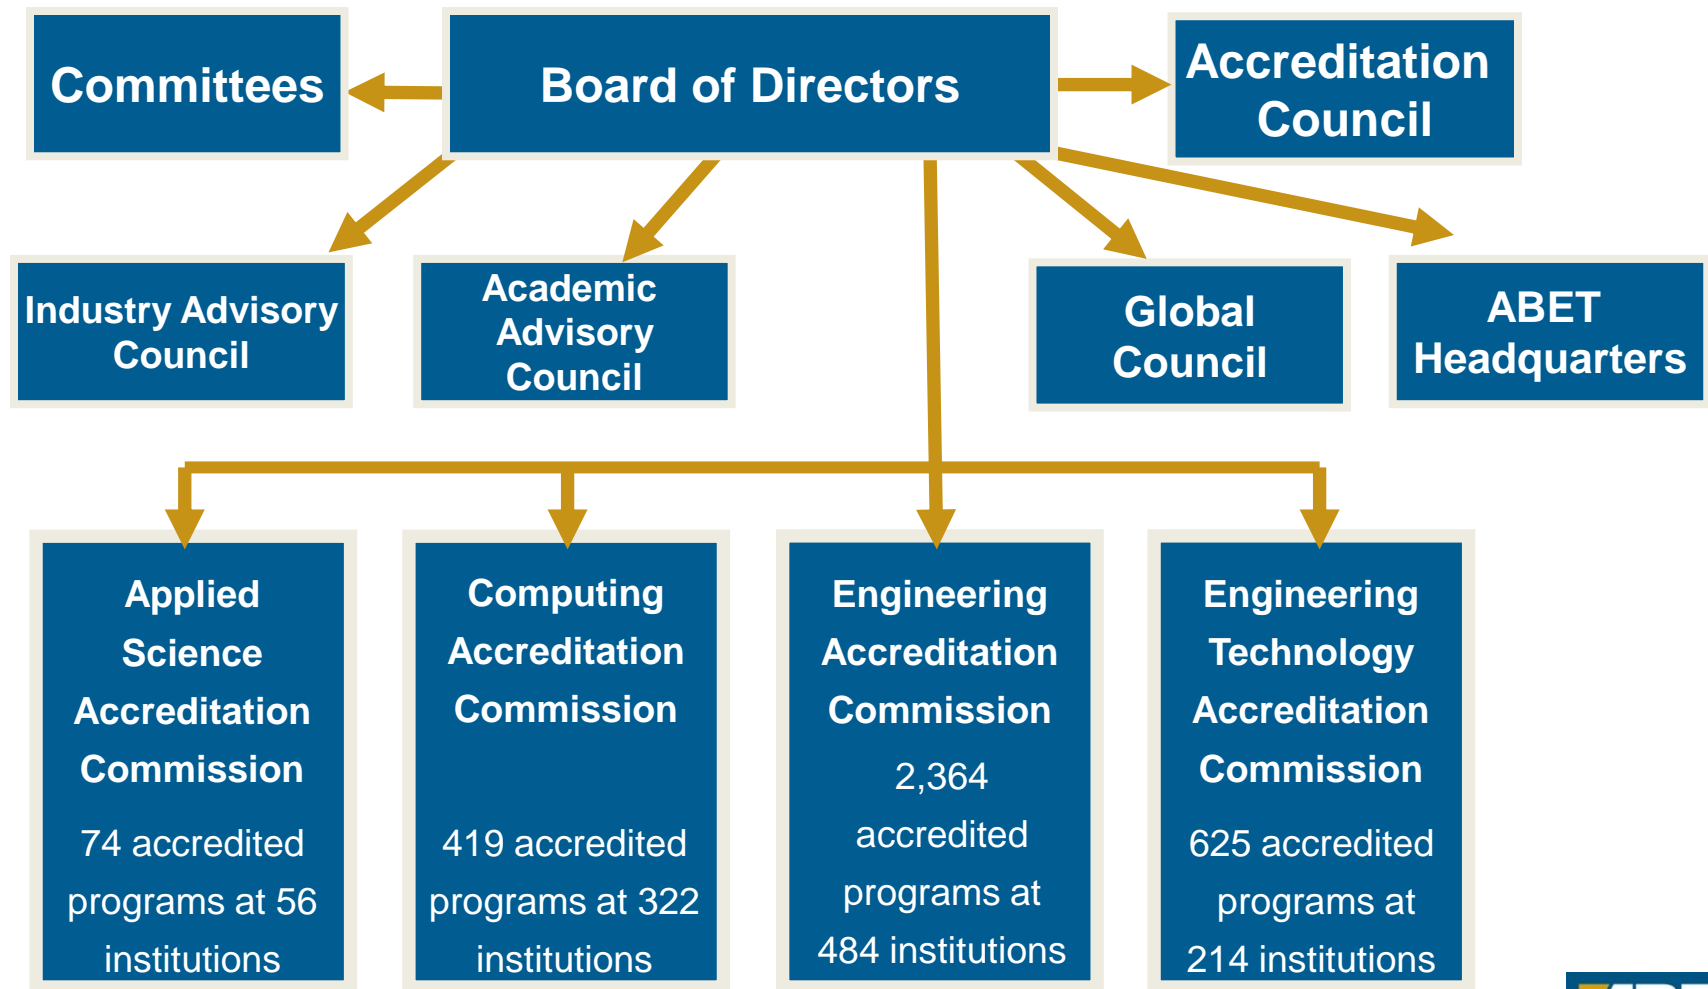 Committees
Board of Directors
Accreditation
Council
Industry Advisory
Council
Academic
Advisory
Council
Global
Council
ABET
Headquarters
Applied
Science
Accreditation
Commission
74 accredited
programs at 56
institutions
Computing
Accreditation
Commission
419 accredited
programs at 322
institutions
Engineering
Accreditation
Commission
2,364
accredited
programs at
484 institutions
Engineering
Technology
Accreditation
Commission
625 accredited
programs at
214 institutions